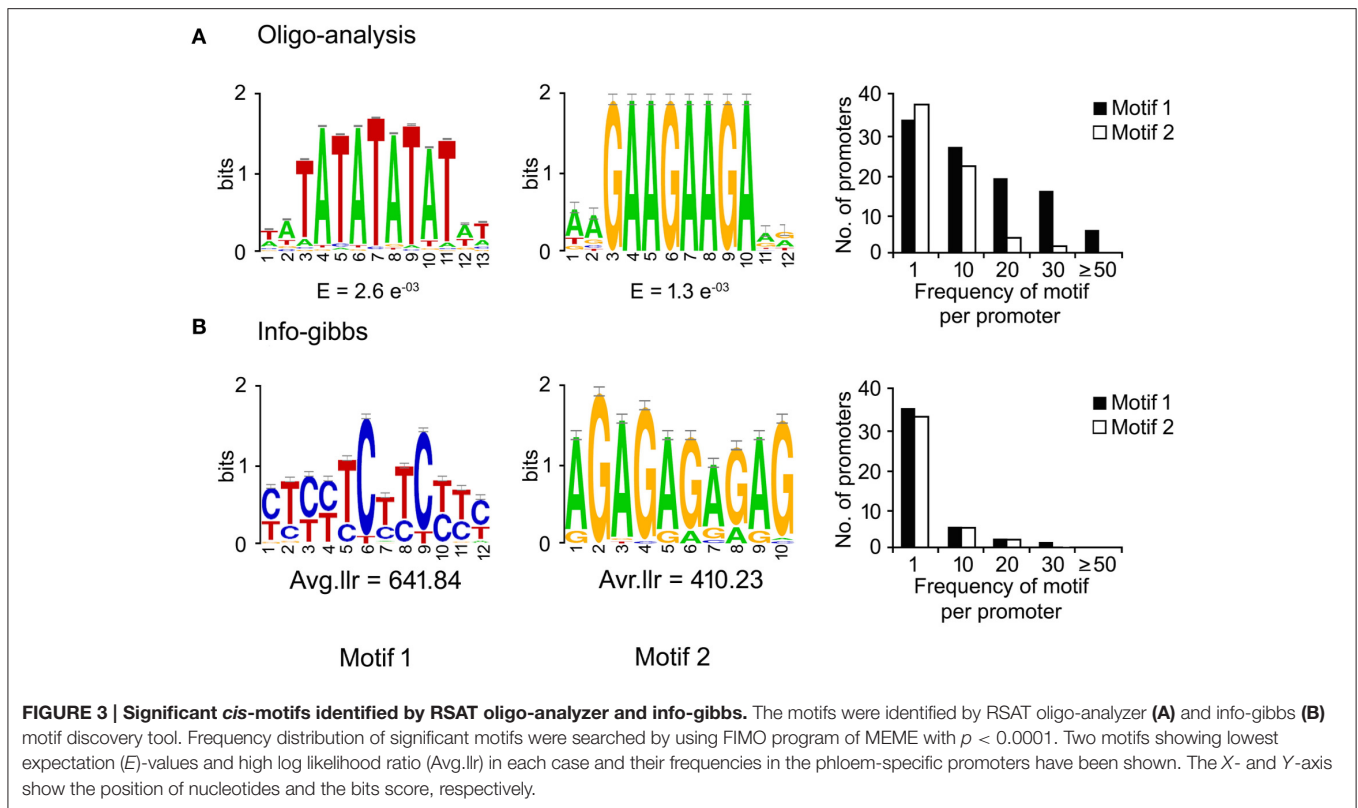 A Oligo-analysis
2
1
0
bits
TATATATAT
1 2 3 4 5 6 7 8 9 10 11 12 13
E = 2.6 e-03
2
1
0
bits
AAGAAGAAGA
1 2 3 4 5 6 7 8 9 10 11 12
E = 1.3 e-03
40
30
20
10
0
No. of promoters
Motif 1
Motif 2
1 10 20 30 ≥50
Frequency of motif
per promoter
B Info-gibbs
2
1
0
bits
CTCCTCTTCTTC
1 2 3 4 5 6 7 8 9 10 11 12
Avg.llr = 641.84
2
1
0
bits
AGAGAGAGAG
1 2 3 4 5 6 7 8 9 10
Avr.llr = 410.23
40
30
20
10
0
No. of promoters
Motif 1
Motif 2
1 10 20 30 ≥50
Frequency of motif
per promoter
Motif 1
Motif 2
FIGURE 3 | Significant cis-motifs identified by RSAT oligo-analyzer and info-gibbs. The motifs were identified by RSAT oligo-analyzer (A) and info-gibbs (B)
motif discovery tool. Frequency distribution of significant motifs were searched by using FIMO program of MEME with p < 0.0001. Two motifs showing lowest
expectation (E)-values and high log likelihood ratio (Avg.llr) in each case and their frequencies in the phloem-specific promoters have been shown. The X- and Y-axis
show the position of nucleotides and the bits score, respectively.